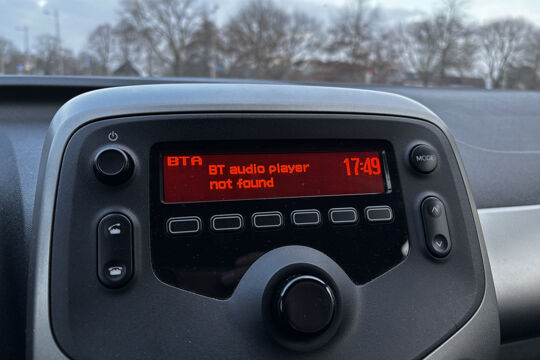 BTA
BT audio player
not found
17:49
MODE